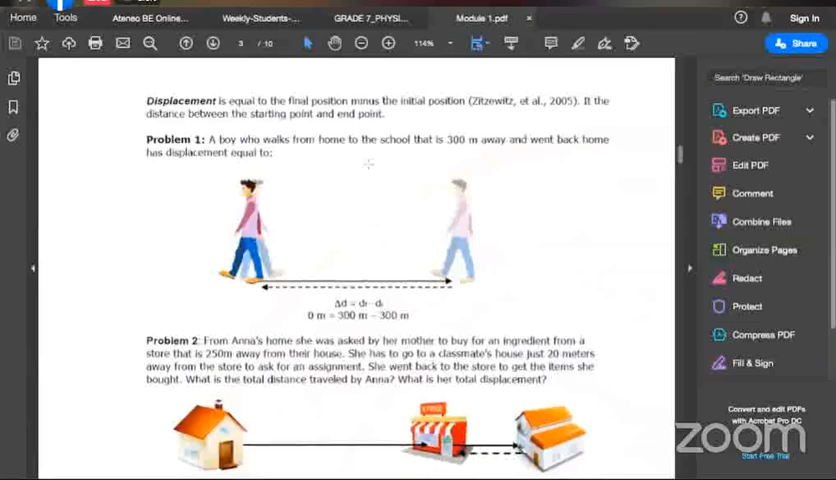 Home Tools Ateneo BE Online... Weekly-Students-... GRADE 7_PHYSI... Module 1.pdf × Sign In
3 / 10 114% Share
Displacement is equal to the final position minus the initial position (Zitzewitz, et al., 2005). It the
distance between the starting point and end point.
Problem 1: A boy who walks from home to the school that is 300 m away and went back home
has displacement equal to:
Δd = df - di
0 m = 300 m – 300 m
Problem 2: From Anna's home she was asked by her mother to buy for an ingredient from a
store that is 250m away from their house. She has to go to a classmate's house just 20 meters
away from the store to ask for an assignment. She went back to the store to get the items she
bought. What is the total distance traveled by Anna? What is her total displacement?
STORE
Search 'Draw Rectangle'
Export PDF
Create PDF
Edit PDF
Comment
Combine Files
Organize Pages
Redact
Protect
Compress PDF
Fill & Sign
Convert and edit PDFs
with Acrobat Pro DC
Start Free Trial
zoom